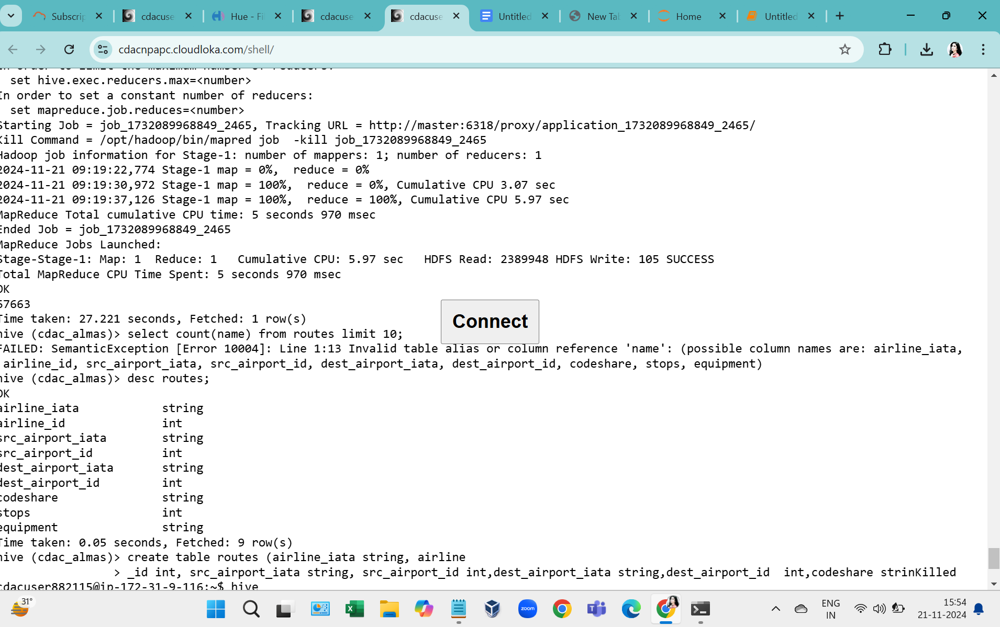 Subscrip
cdacuse
Hue - Fi
cdacuse
cdacuse
Untitled
New Tab
Home
Untitled
cdacnpapc.cloudloka.com/shell/
In order to limit the maximum number of reducers:
set hive.exec.reducers.max=<number>
In order to set a constant number of reducers:
set mapreduce.job.reduces=<number>
Starting Job = job_1732089968849_2465, Tracking URL = http://master:6318/proxy/application_1732089968849_2465/
Kill Command = /opt/hadoop/bin/mapred job  -kill job_1732089968849_2465
Hadoop job information for Stage-1: number of mappers: 1; number of reducers: 1
2024-11-21 09:19:22,774 Stage-1 map = 0%,  reduce = 0%
2024-11-21 09:19:30,972 Stage-1 map = 100%,  reduce = 0%, Cumulative CPU 3.07 sec
2024-11-21 09:19:37,126 Stage-1 map = 100%,  reduce = 100%, Cumulative CPU 5.97 sec
MapReduce Total cumulative CPU time: 5 seconds 970 msec
Ended Job = job_1732089968849_2465
MapReduce Jobs Launched:
Stage-Stage-1: Map: 1  Reduce: 1   Cumulative CPU: 5.97 sec   HDFS Read: 2389948 HDFS Write: 105 SUCCESS
Total MapReduce CPU Time Spent: 5 seconds 970 msec
OK
67663
Time taken: 27.221 seconds, Fetched: 1 row(s)
hive (cdac_almas)> select count(name) from routes limit 10;
Connect
FAILED: SemanticException [Error 10004]: Line 1:13 Invalid table alias or column reference 'name': (possible column names are: airline_iata,
airline_id, src_airport_iata, src_airport_id, dest_airport_iata, dest_airport_id, codeshare, stops, equipment)
hive (cdac_almas)> desc routes;
OK
airline_iata            string
airline_id              int
src_airport_iata        string
src_airport_id          int
dest_airport_iata       string
dest_airport_id         int
codeshare               string
stops                   int
equipment               string
Time taken: 0.05 seconds, Fetched: 9 row(s)
hive (cdac_almas)> create table routes (airline_iata string, airline
> _id int, src_airport_iata string, src_airport_id int,dest_airport_iata string,dest_airport_id  int,codeshare strinKilled
cdacuser882115@ip-172-31-9-116:~$ hive
31°
zoom
ENG
IN
15:54
21-11-2024